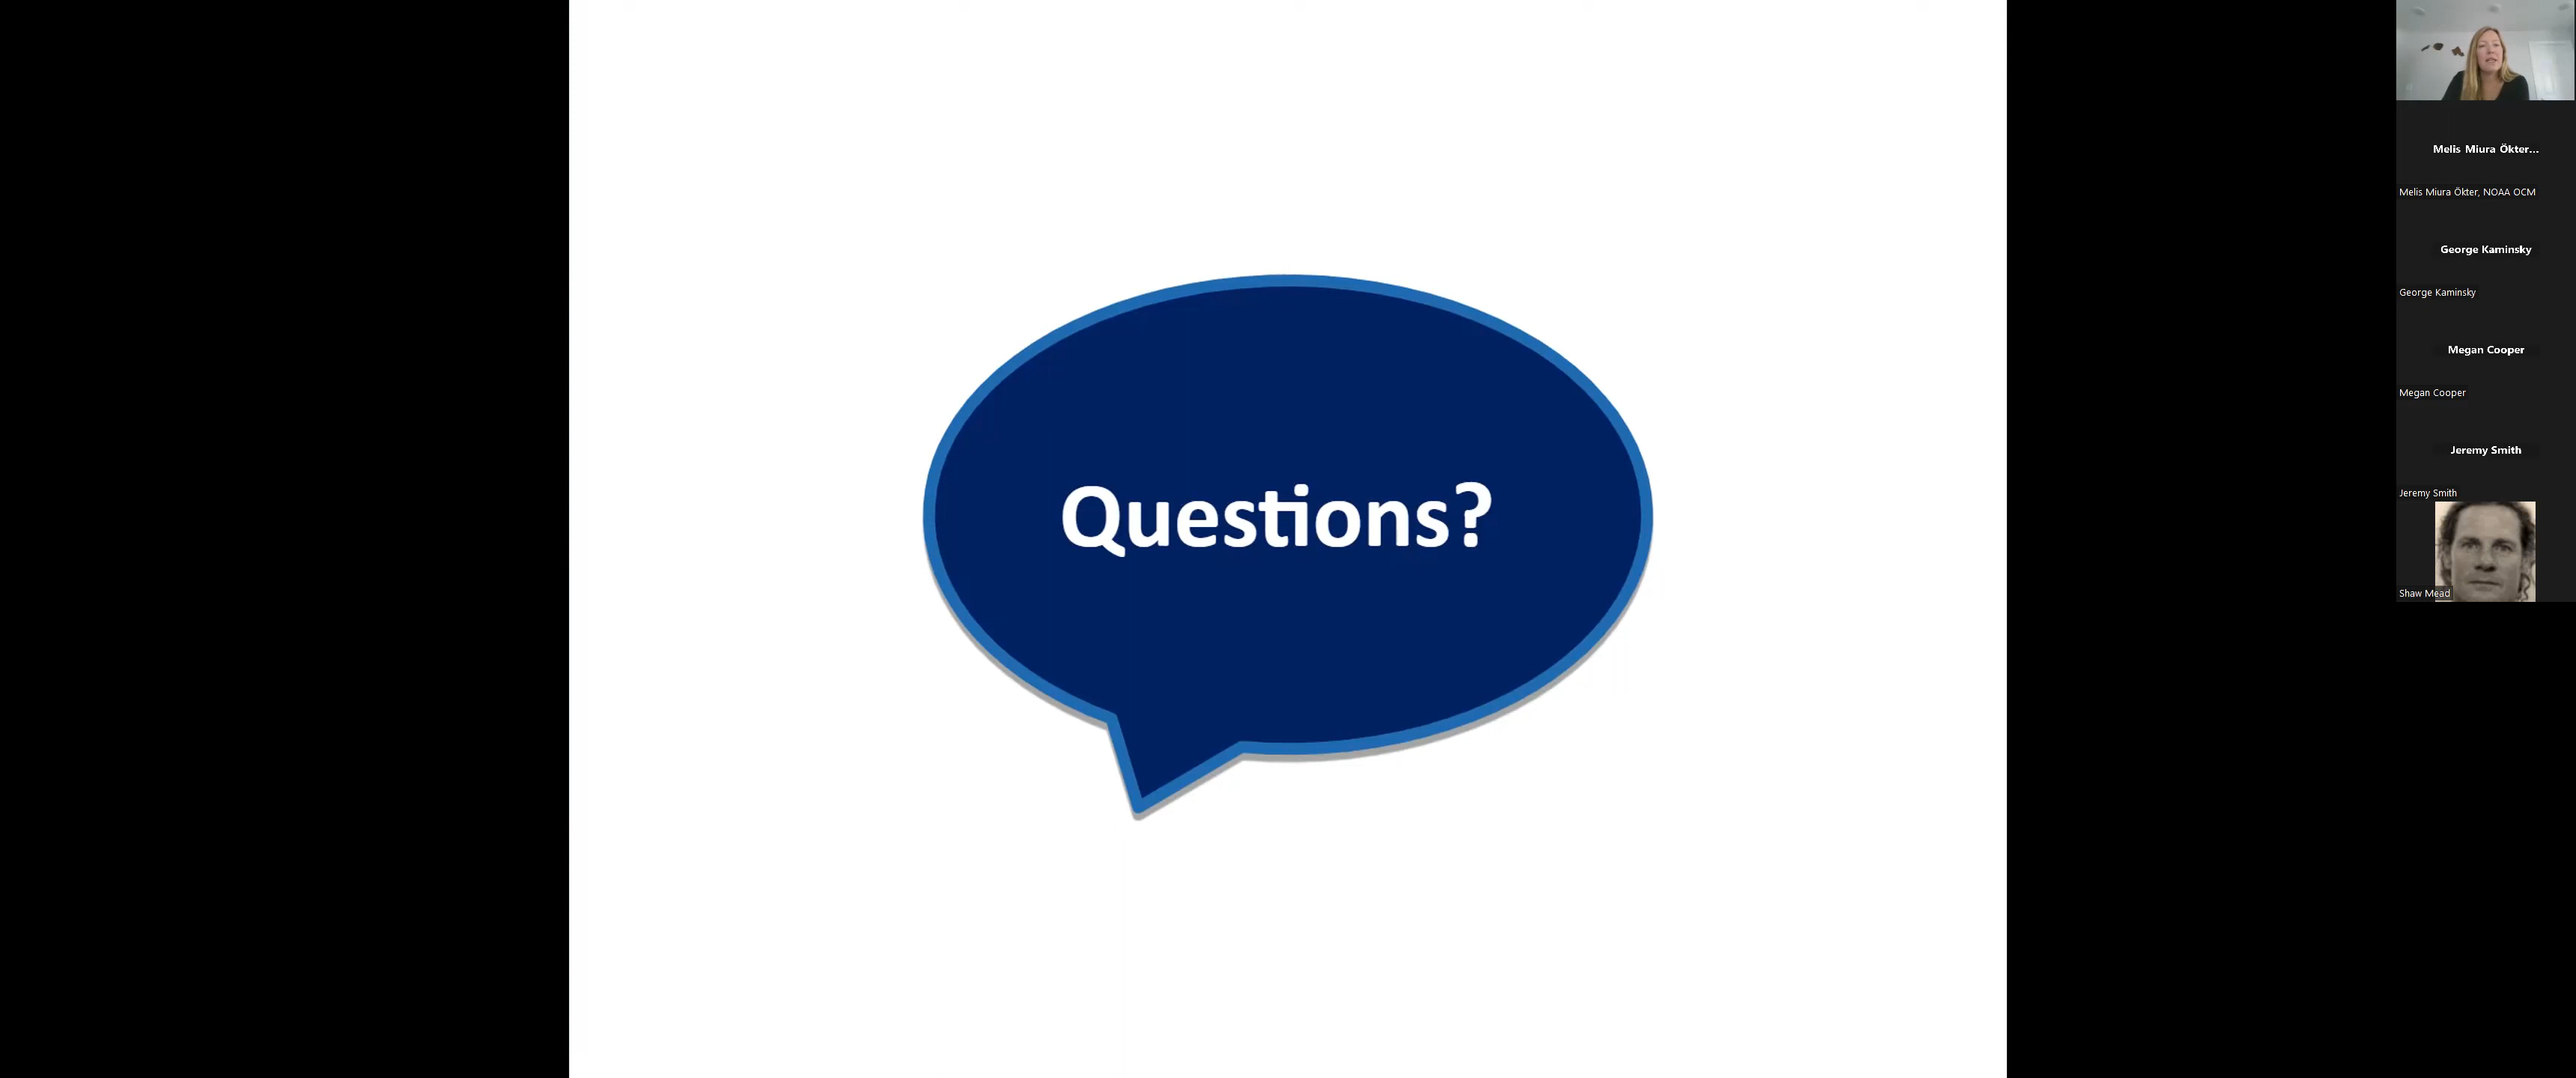 Questions?
Melis Miura Ökter...
Melis Miura Ökter, NOAA OCM
George Kaminsky
George Kaminsky
Megan Cooper
Megan Cooper
Jeremy Smith
Jeremy Smith
Shaw Mead